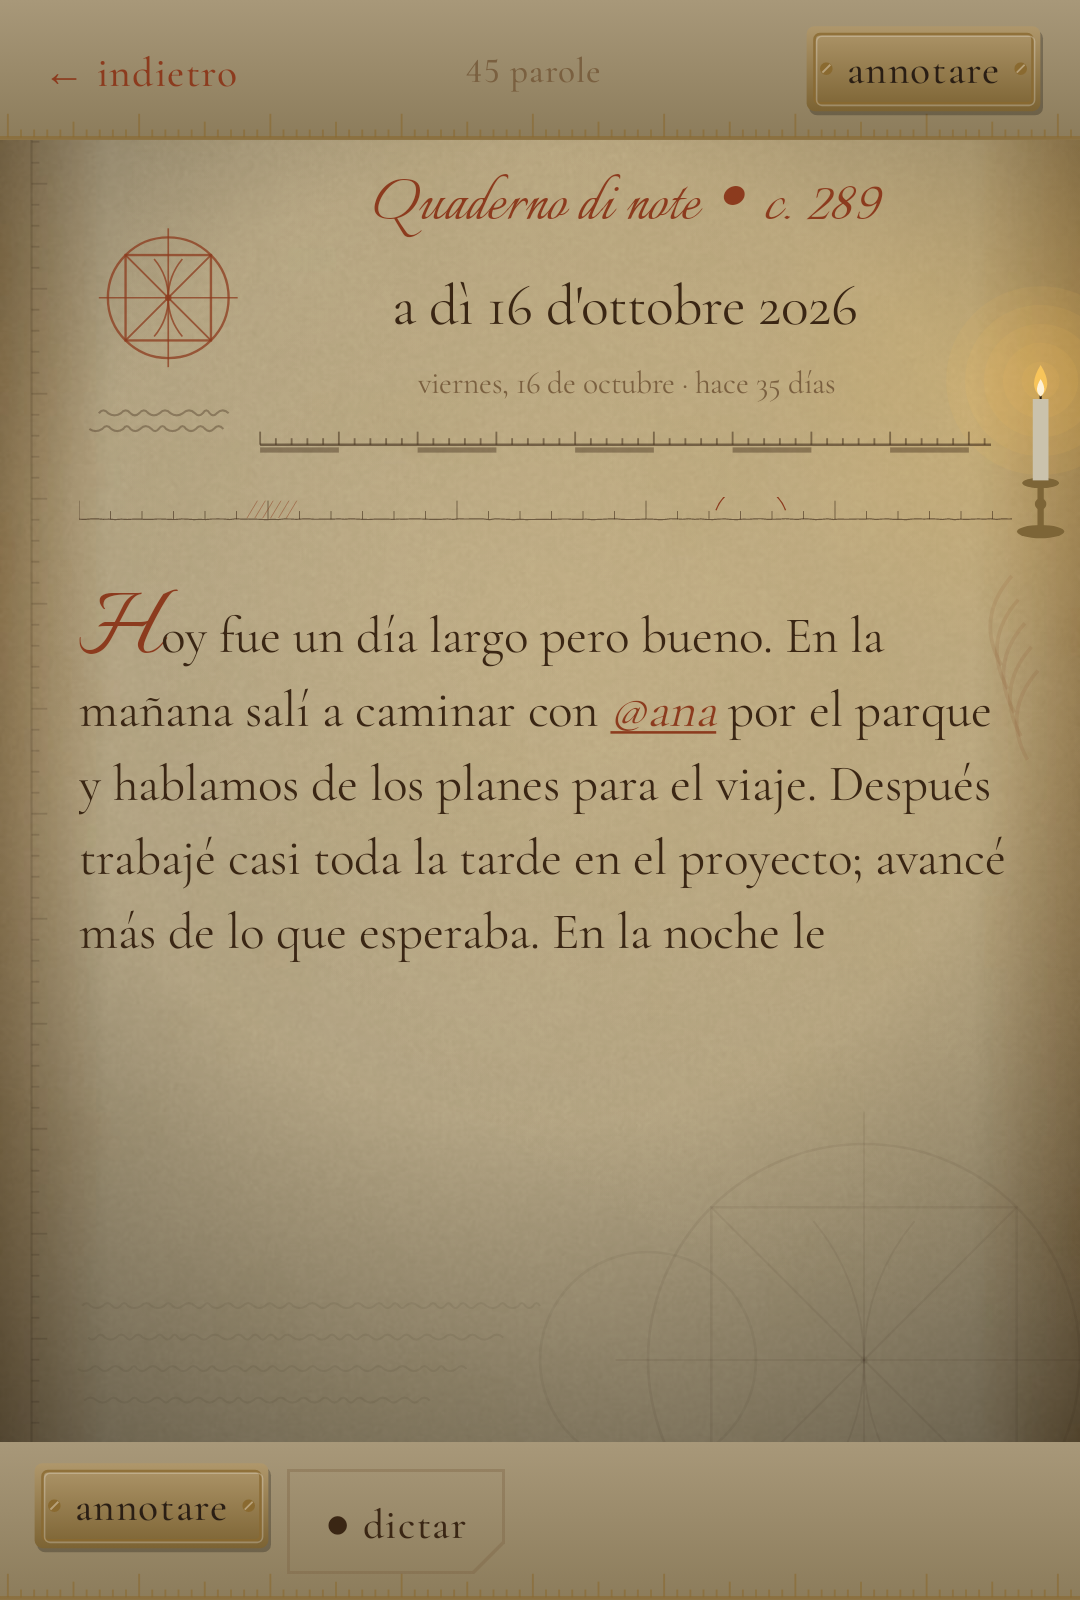 ← indietro
45 parole
annotare
Quaderno di note • c. 289
a dì 16 d'ottobre 2026
viernes, 16 de octubre · hace 35 días
Hoy fue un día largo pero bueno. En la
mañana salí a caminar con @ana por el parque
y hablamos de los planes para el viaje. Después
trabajé casi toda la tarde en el proyecto; avancé
más de lo que esperaba. En la noche le
annotare
● dictar